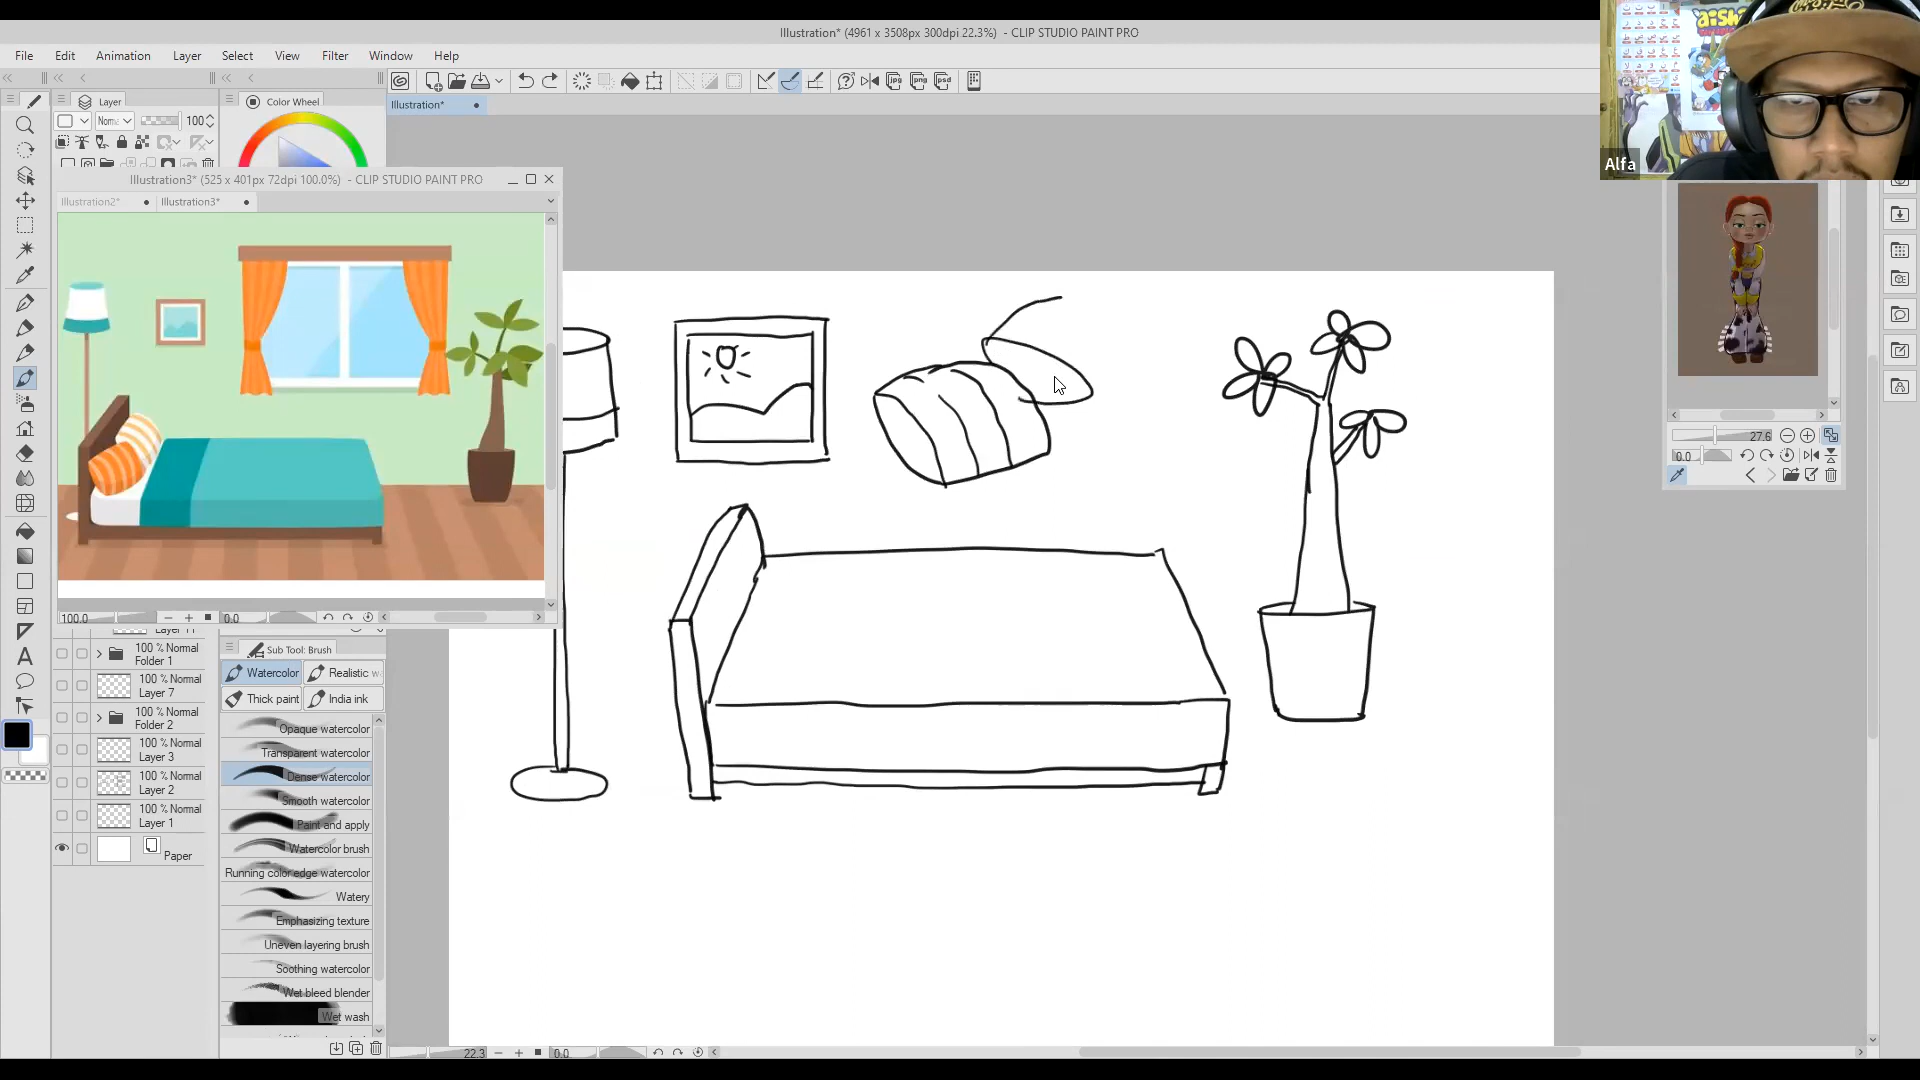 Illustration* (4961 x 3508px 300dpi 22.3%) - CLIP STUDIO PAINT PRO
File Edit Animation Layer Select View Filter Window Help
Layer
Color Wheel
Illustration*
100
Alfa
Illustration3* (525 x 401px 72dpi 100.0%) - CLIP STUDIO PAINT PRO
Illustration2* Illustration3*
27.6
0.0
100.0 0.0
100 % Normal
Folder 1
100 % Normal
Layer 7
100 % Normal
Folder 2
100 % Normal
Layer 3
100 % Normal
Layer 2
100 % Normal
Layer 1
Paper
Sub Tool: Brush
Watercolor Realistic
Thick paint India ink
Opaque watercolor
Transparent watercolor
Dense watercolor
Smooth watercolor
Paint and apply
Watercolor brush
Running color edge watercolor
Watery
Emphasizing texture
Uneven layering brush
Soothing watercolor
Wet bleed blender
Wet wash
22.3 0.0